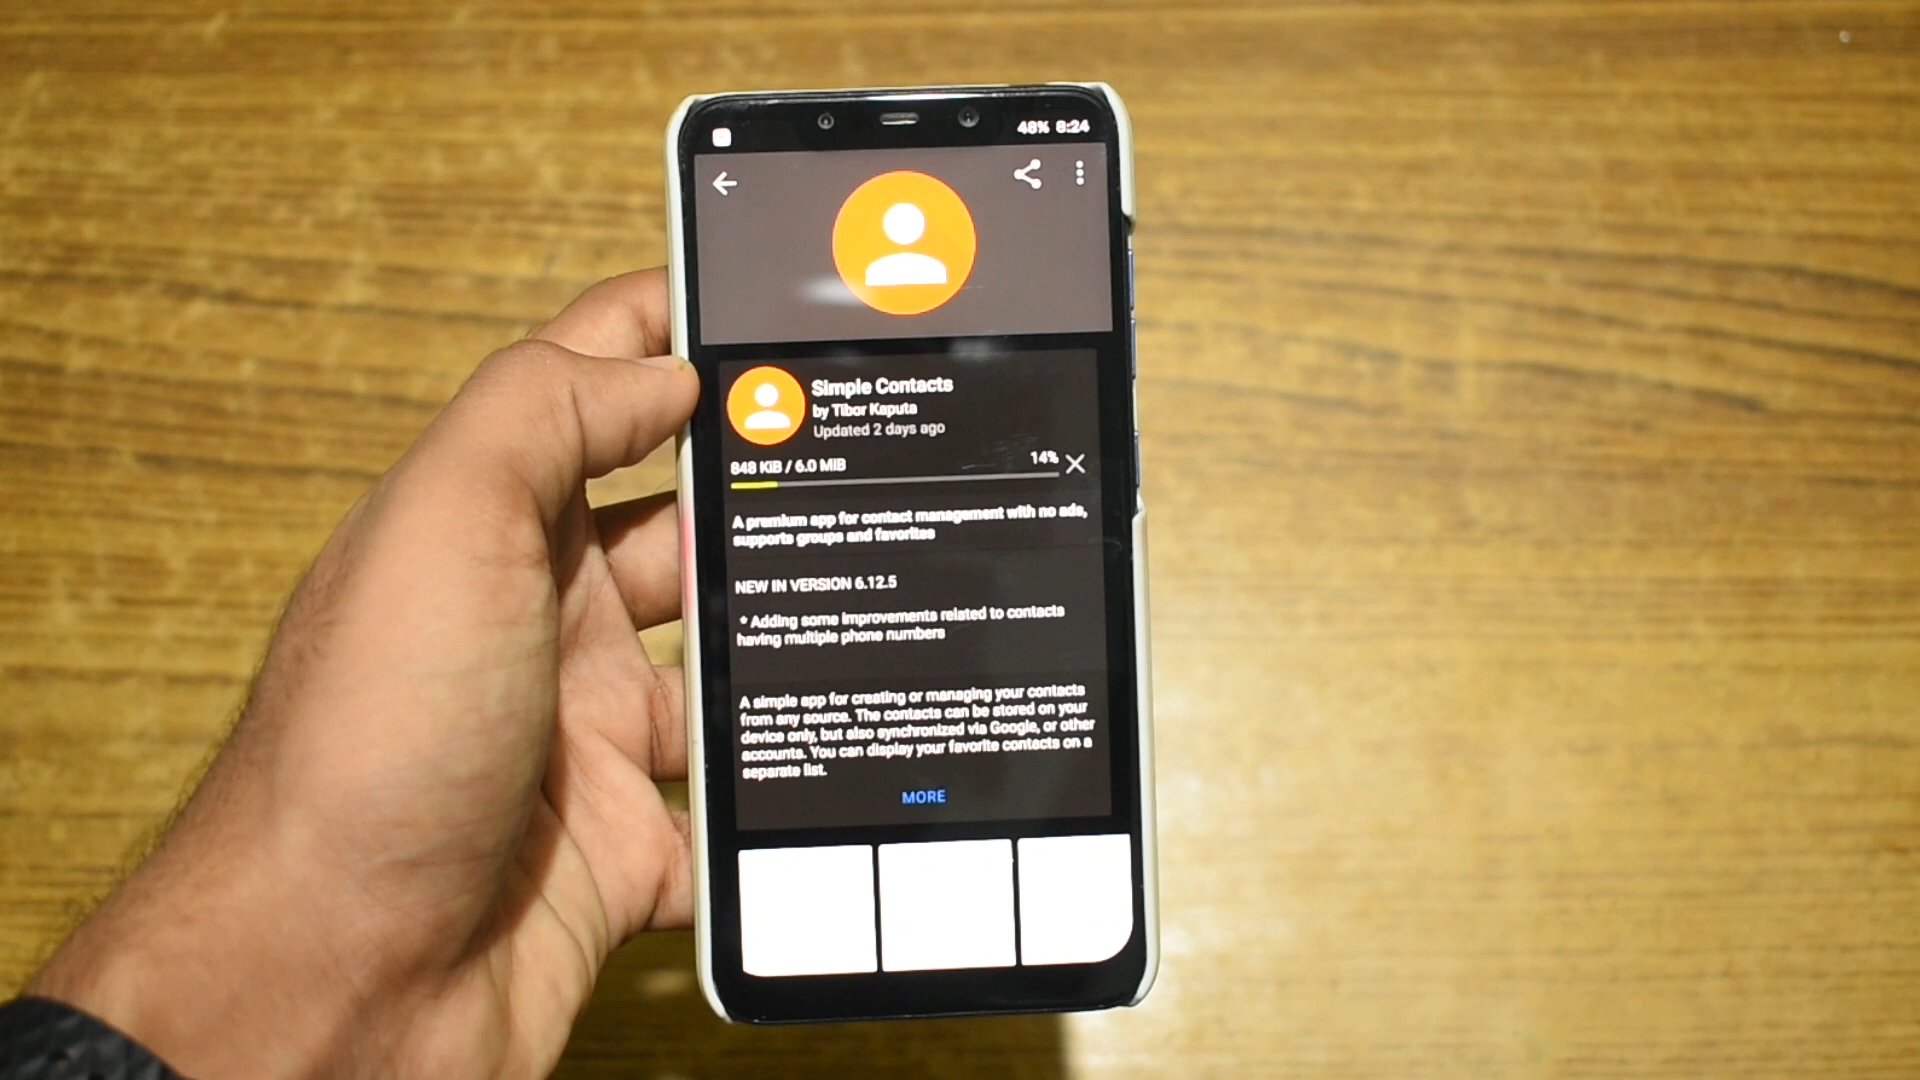 48% 8:24
Simple Contacts
by Tibor Kaputa
Updated 2 days ago
848 KiB / 6.0 MiB 14%
A premium app for contact management with no ads,
supports groups and favorites
NEW IN VERSION 6.12.5
* Adding some improvements related to contacts
having multiple phone numbers
A simple app for creating or managing your contacts
from any source. The contacts can be stored on your
device only, but also synchronized via Google, or other
accounts. You can display your favorite contacts on a
separate list.
MORE